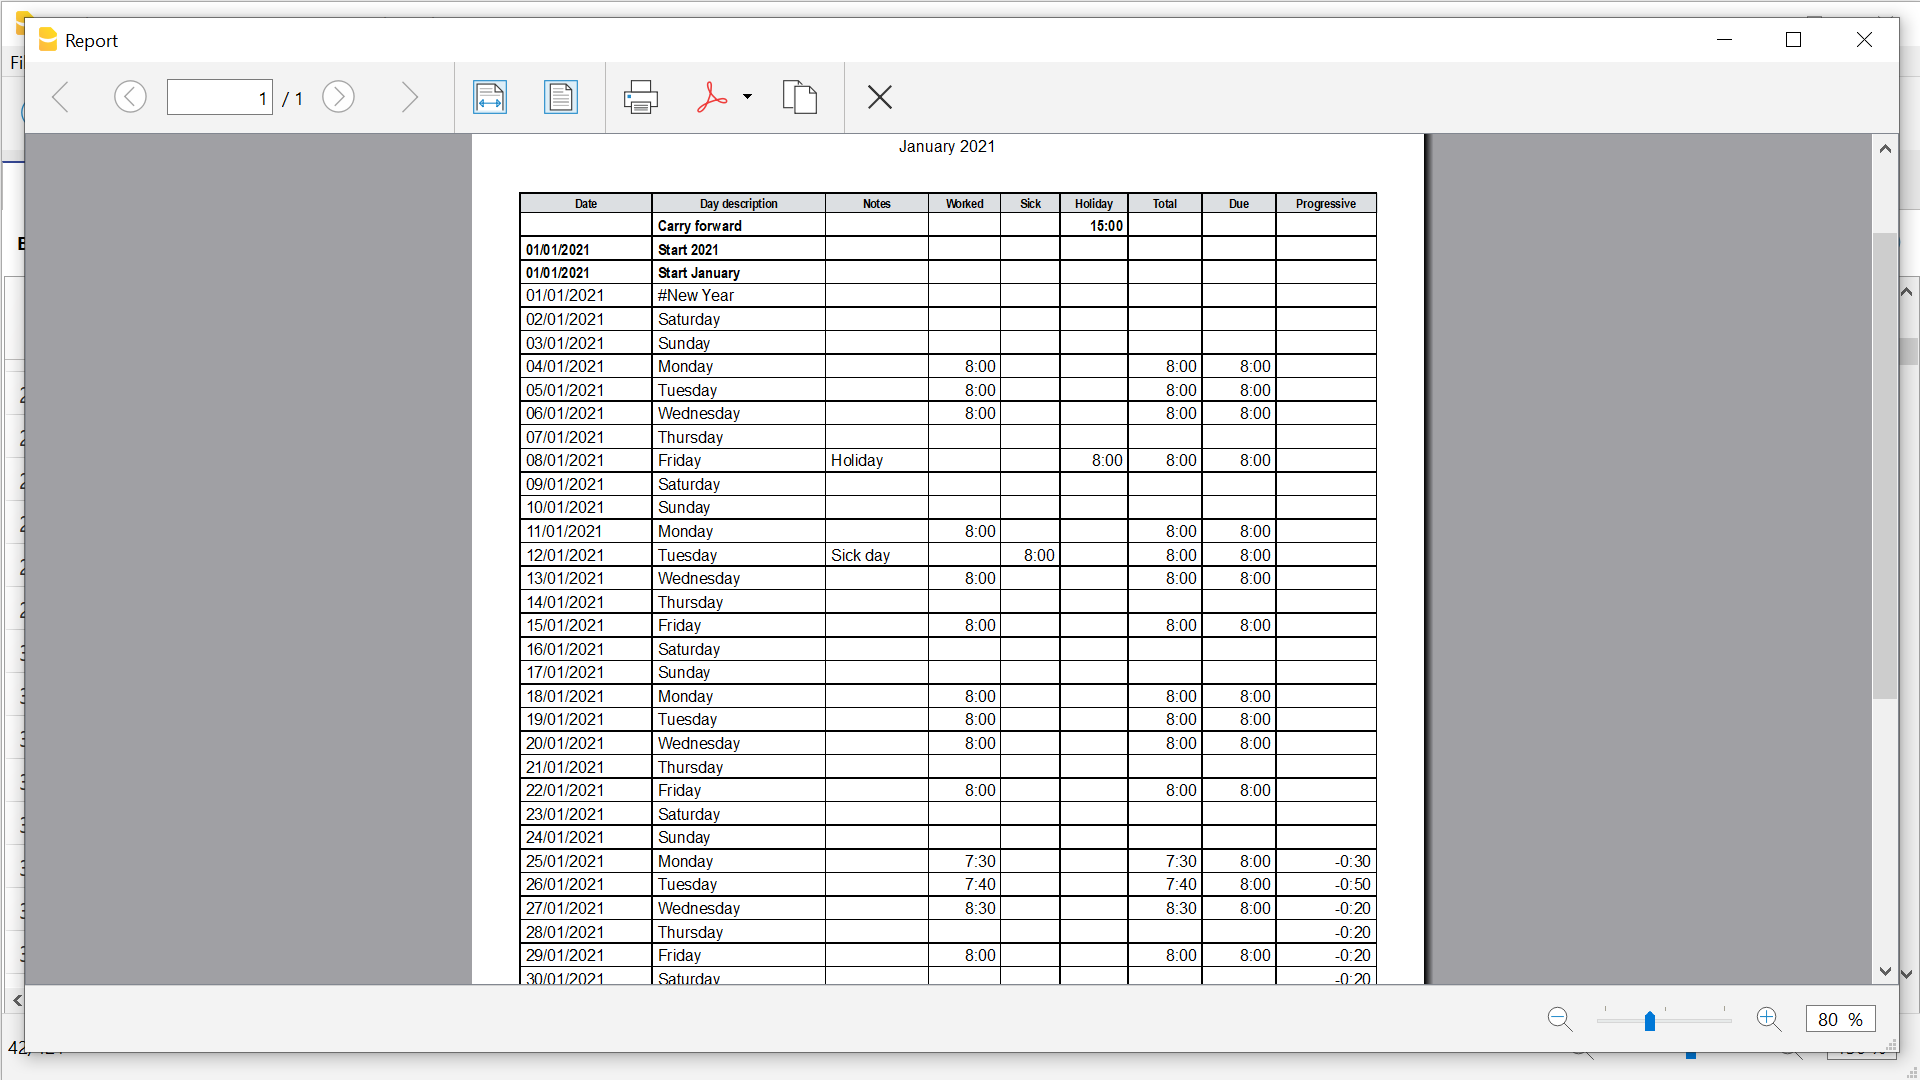 Report
1 / 1
January 2021
Date Day description Notes Worked Sick Holiday Total Due Progressive
Carry forward 15:00
01/01/2021 Start 2021
01/01/2021 Start January
01/01/2021 #New Year
02/01/2021 Saturday
03/01/2021 Sunday
04/01/2021 Monday 8:00 8:00 8:00
05/01/2021 Tuesday 8:00 8:00 8:00
06/01/2021 Wednesday 8:00 8:00 8:00
07/01/2021 Thursday
08/01/2021 Friday Holiday 8:00 8:00 8:00
09/01/2021 Saturday
10/01/2021 Sunday
11/01/2021 Monday 8:00 8:00 8:00
12/01/2021 Tuesday Sick day 8:00 8:00 8:00
13/01/2021 Wednesday 8:00 8:00 8:00
14/01/2021 Thursday
15/01/2021 Friday 8:00 8:00 8:00
16/01/2021 Saturday
17/01/2021 Sunday
18/01/2021 Monday 8:00 8:00 8:00
19/01/2021 Tuesday 8:00 8:00 8:00
20/01/2021 Wednesday 8:00 8:00 8:00
21/01/2021 Thursday
22/01/2021 Friday 8:00 8:00 8:00
23/01/2021 Saturday
24/01/2021 Sunday
25/01/2021 Monday 7:30 7:30 8:00 -0:30
26/01/2021 Tuesday 7:40 7:40 8:00 -0:50
27/01/2021 Wednesday 8:30 8:30 8:00 -0:20
28/01/2021 Thursday -0:20
29/01/2021 Friday 8:00 8:00 8:00 -0:20
30/01/2021 Saturday -0:20
80 %